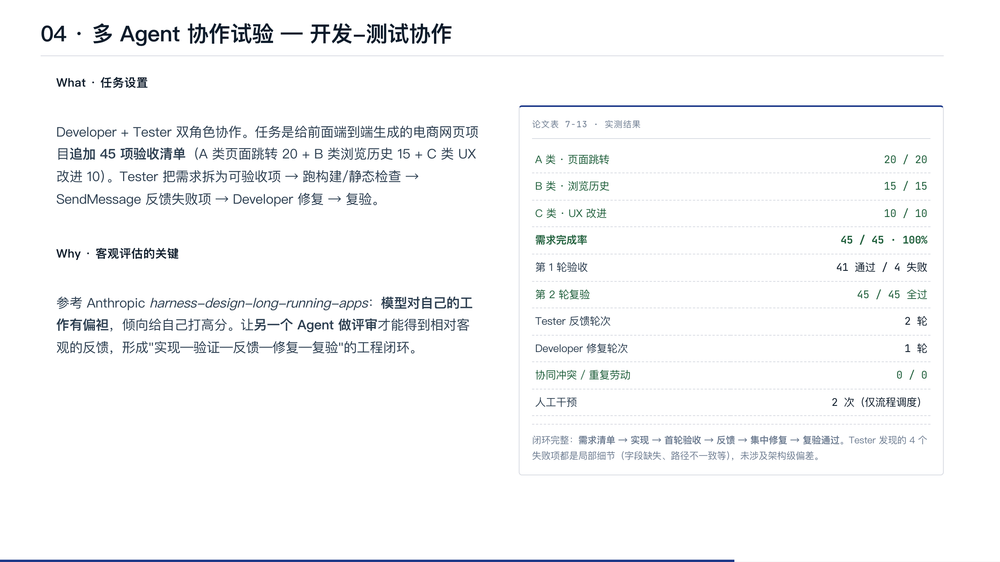 04 · 多 Agent 协作试验 — 开发–测试协作
What · 任务设置
Developer + Tester 双角色协作。任务是给前面端到端生成的电商网页项
目追加 45 项验收清单（A 类页面跳转 20 + B 类浏览历史 15 + C 类 UX
改进 10）。Tester 把需求拆为可验收项 → 跑构建/静态检查 →
SendMessage 反馈失败项 → Developer 修复 → 复验。
Why · 客观评估的关键
参考 Anthropic harness-design-long-running-apps：模型对自己的工
作有偏袒，倾向给自己打高分。让另一个 Agent 做评审才能得到相对客
观的反馈，形成"实现—验证—反馈—修复—复验"的工程闭环。
论文表 7-13 · 实测结果
A 类 · 页面跳转 20 / 20
B 类 · 浏览历史 15 / 15
C 类 · UX 改进 10 / 10
需求完成率 45 / 45 · 100%
第 1 轮验收 41 通过 / 4 失败
第 2 轮复验 45 / 45 全过
Tester 反馈轮次 2 轮
Developer 修复轮次 1 轮
协同冲突 / 重复劳动 0 / 0
人工干预 2 次（仅流程调度）
闭环完整：需求清单 → 实现 → 首轮验收 → 反馈 → 集中修复 → 复验通过。Tester 发现的 4 个
失败项都是局部细节（字段缺失、路径不一致等），未涉及架构级偏差。